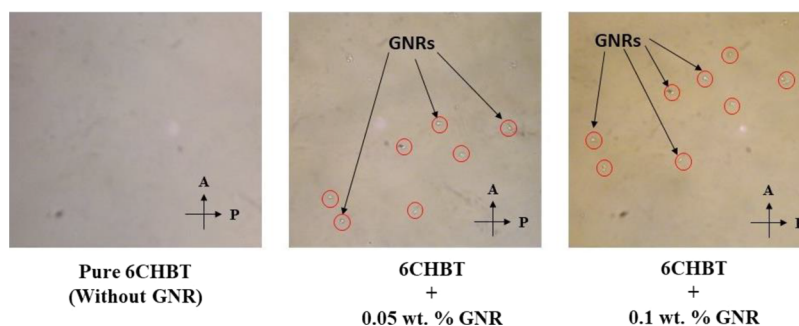 GNRs
GNRs
A
P
A
P
A
Pure 6CHBT
(Without GNR)
6CHBT
+
0.05 wt. % GNR
6CHBT
+
0.1 wt. % GNR